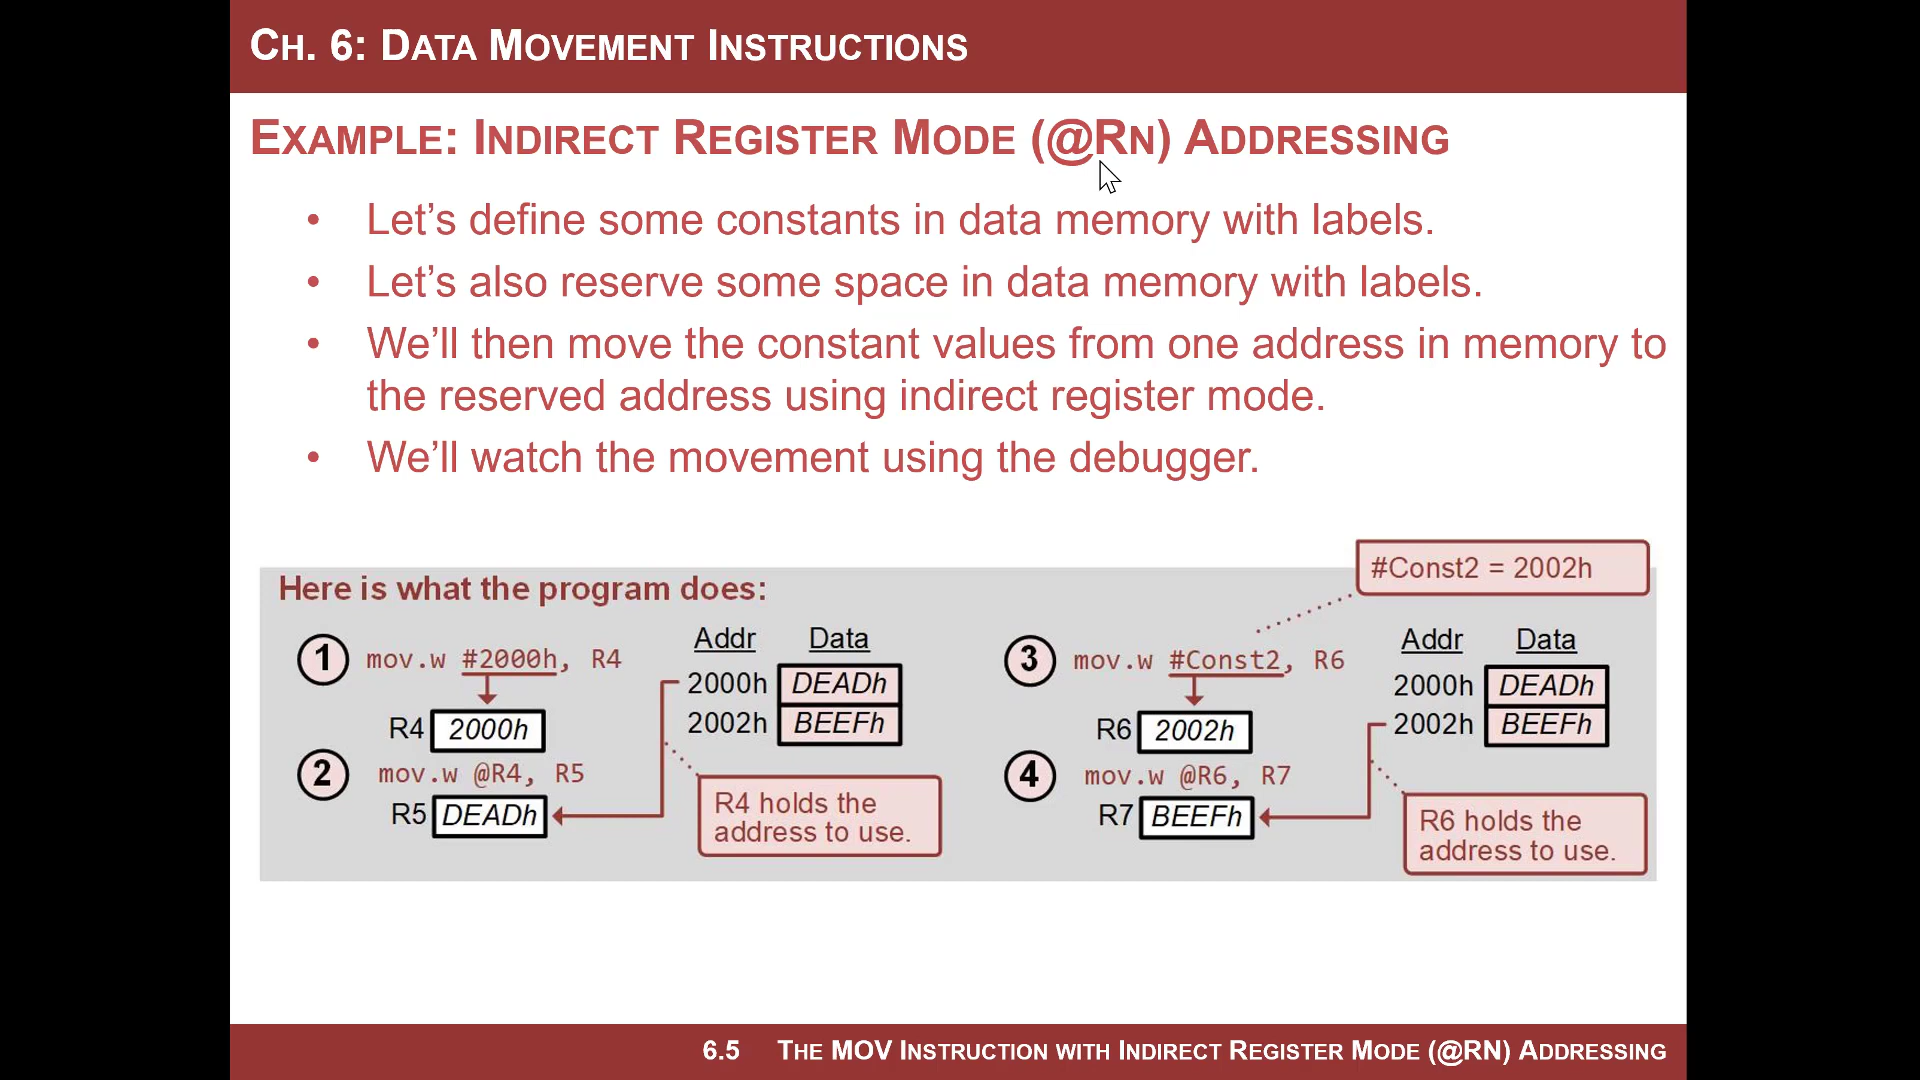 CH. 6: DATA MOVEMENT INSTRUCTIONS
EXAMPLE: INDIRECT REGISTER MODE (@RN) ADDRESSING
• Let’s define some constants in data memory with labels.
• Let’s also reserve some space in data memory with labels.
• We’ll then move the constant values from one address in memory to
the reserved address using indirect register mode.
• We’ll watch the movement using the debugger.
Here is what the program does:
1 mov.w #2000h, R4
R4 2000h
2 mov.w @R4, R5
R5 DEADh
Addr Data
2000h DEADh
2002h BEEFh
R4 holds the
address to use.
#Const2 = 2002h
3 mov.w #Const2, R6
R6 2002h
4 mov.w @R6, R7
R7 BEEFh
Addr Data
2000h DEADh
2002h BEEFh
R6 holds the
address to use.
6.5 THE MOV INSTRUCTION WITH INDIRECT REGISTER MODE (@RN) ADDRESSING